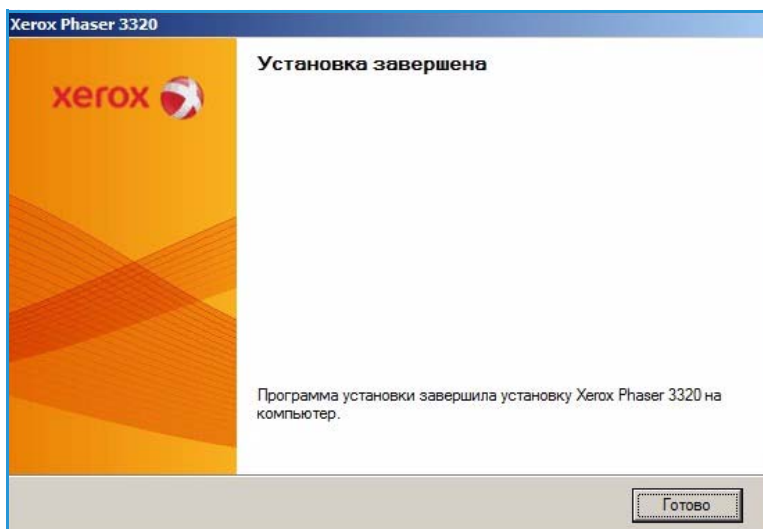 Xerox Phaser 3320
xerox
Установка завершена
Программа установки завершила установку Xerox Phaser 3320 на
компьютер.
Готово